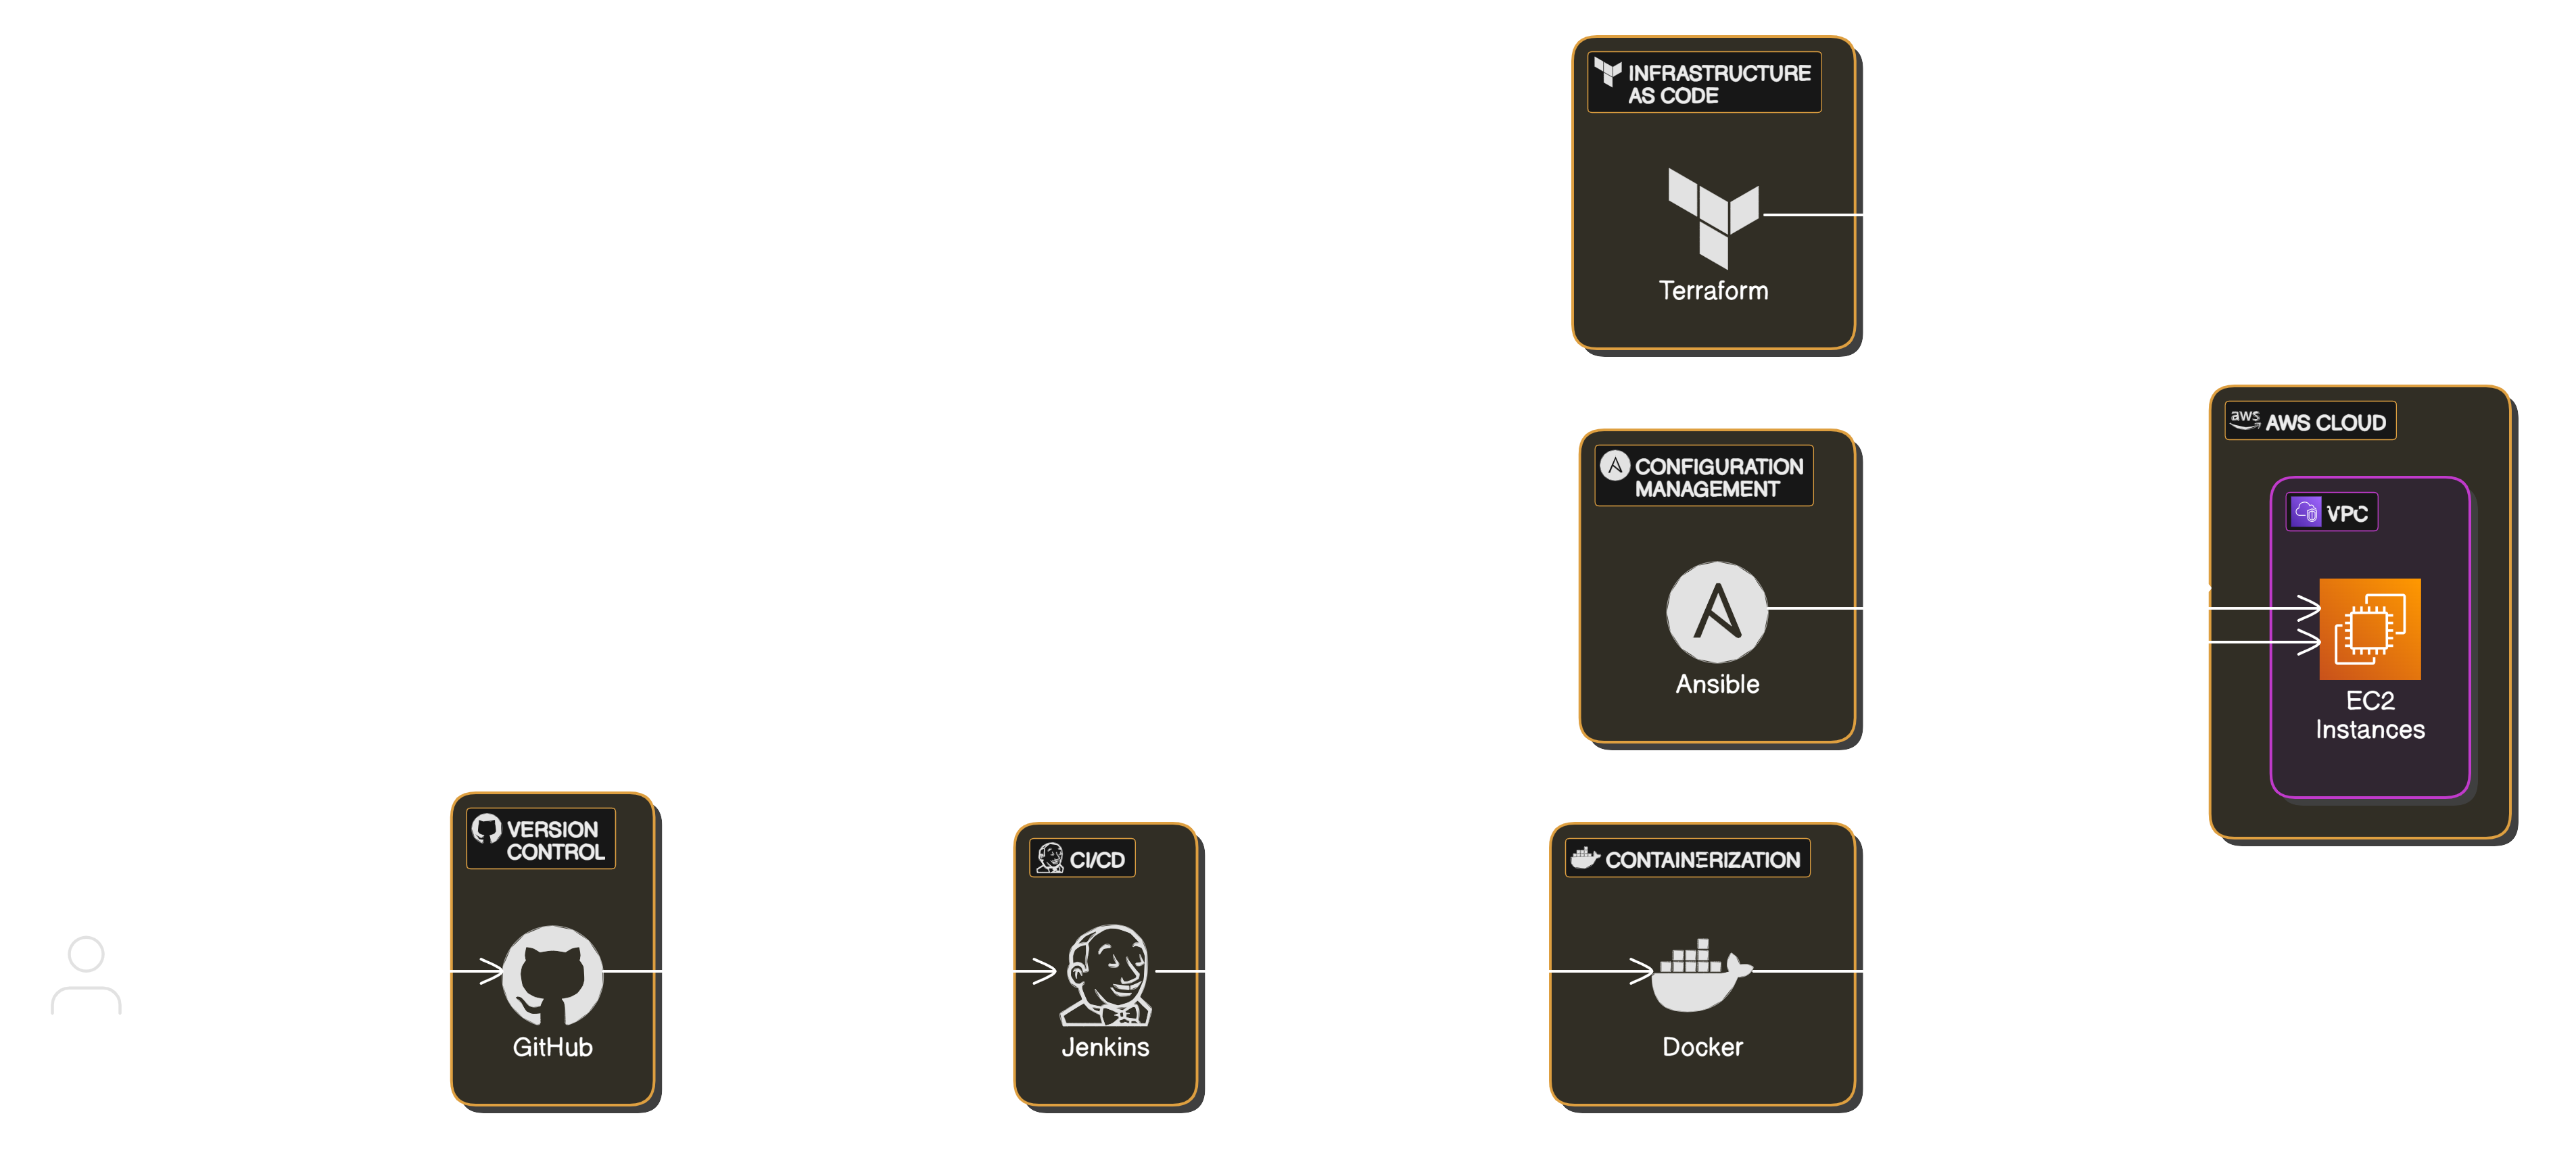 INFRASTRUCTURE
AS CODE
Terraform
CONFIGURATION
MANAGEMENT
Ansible
aws AWS CLOUD
VPC
EC2
Instances
VERSION
CONTROL
GitHub
CI/CD
Jenkins
CONTAINERIZATION
Docker